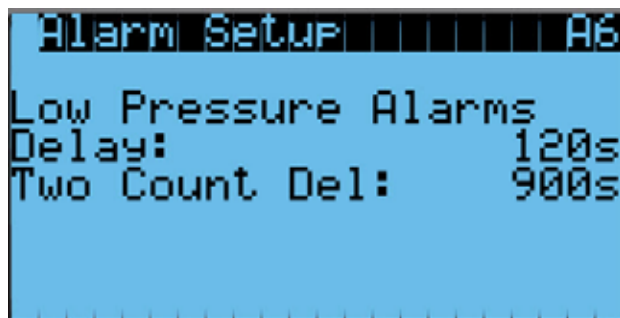 Alarm Setup A6
Low Pressure Alarms
Delay: 120s
Two Count Del: 900s